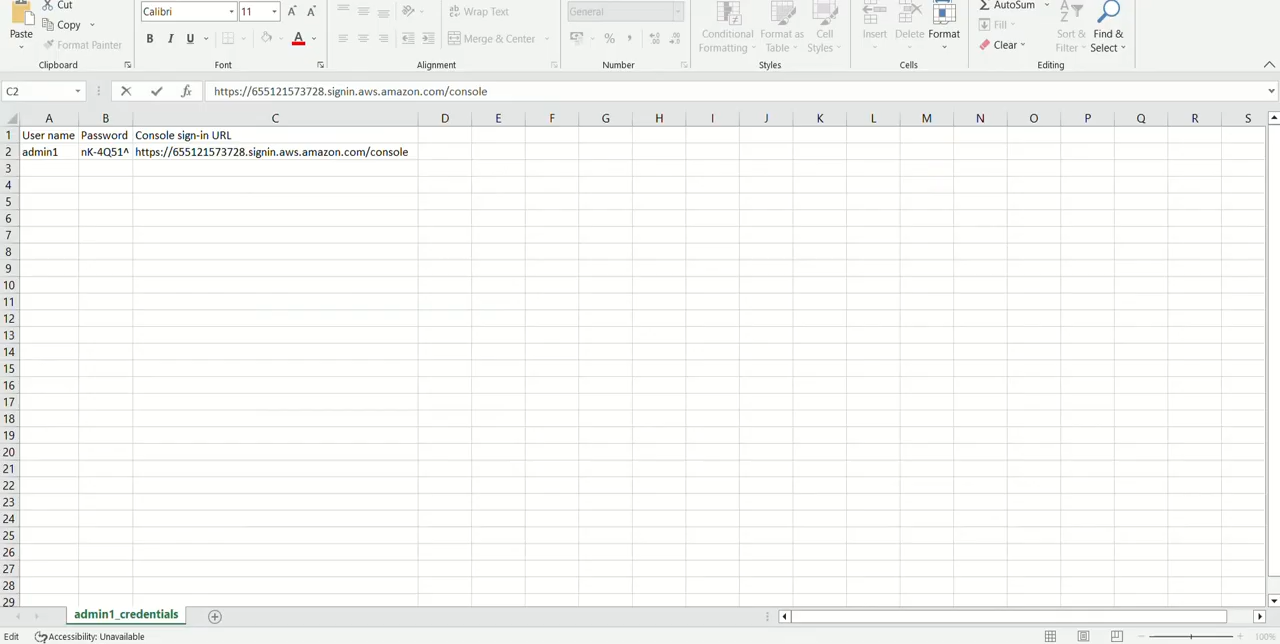 Cut
Copy
Format Painter
Paste
Clipboard
Calibri 11 A A
B I U A
Font
Wrap Text
Merge & Center
Alignment
General
% ,
Number
Conditional Formatting
Format as Table
Cell Styles
Styles
Insert Delete Format
Cells
AutoSum
Fill
Clear
Sort & Filter
Find & Select
Editing
C2 fx https://655121573728.signin.aws.amazon.com/console
A B C D E F G H I J K L M N O P Q R S
1 User name Password Console sign-in URL
2 admin1 nK-4Q51^ https://655121573728.signin.aws.amazon.com/console
3
4
5
6
7
8
9
10
11
12
13
14
15
16
17
18
19
20
21
22
23
24
25
26
27
28
29
admin1_credentials
Edit Accessibility: Unavailable 100%